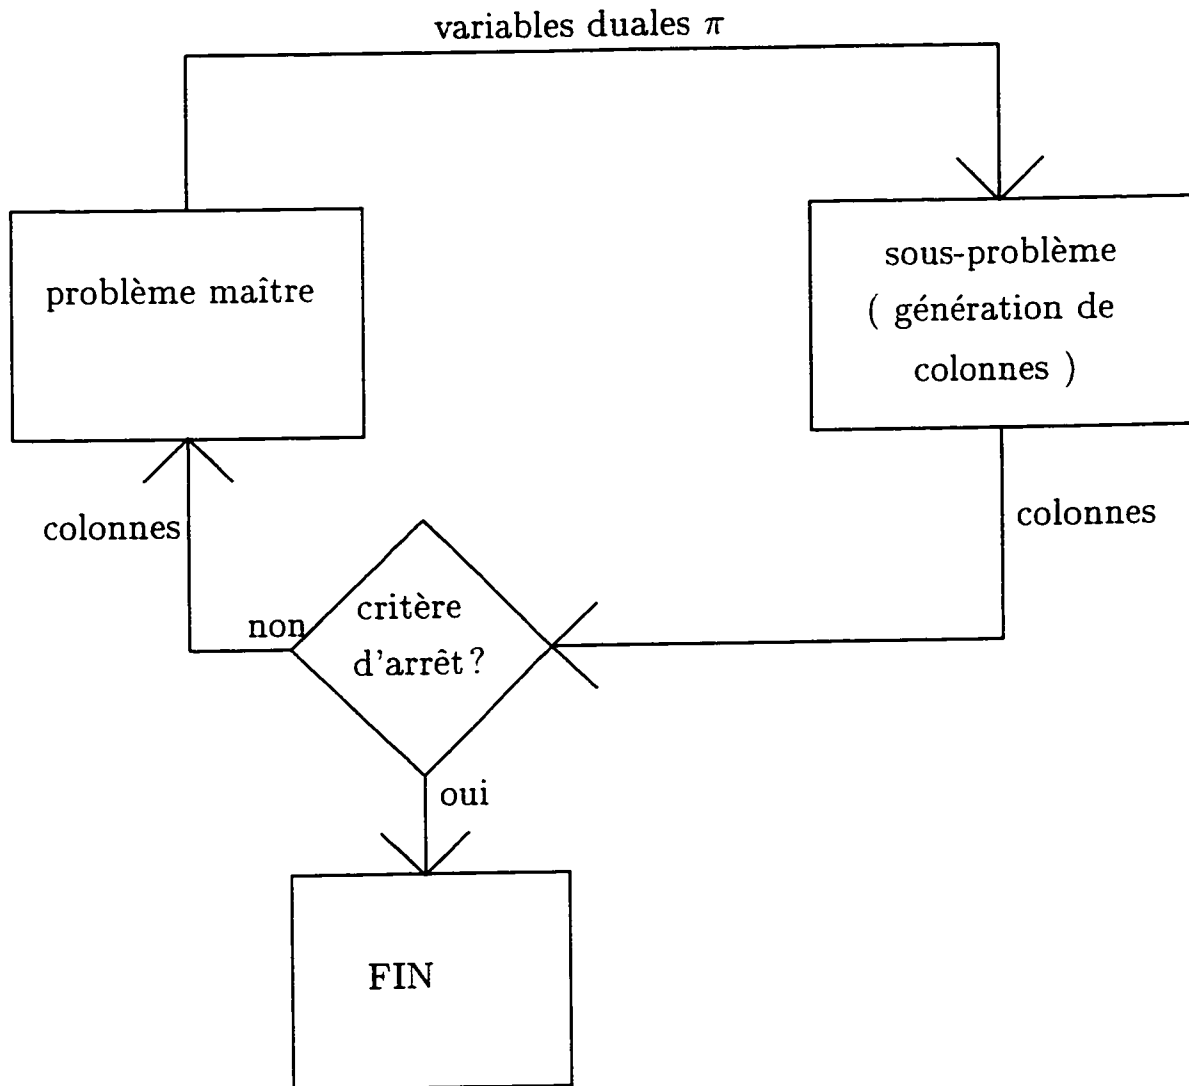 variables duales π
problème maître
sous-problème
( génération de
colonnes )
colonnes
colonnes
non
critère
d'arrêt ?
oui
FIN